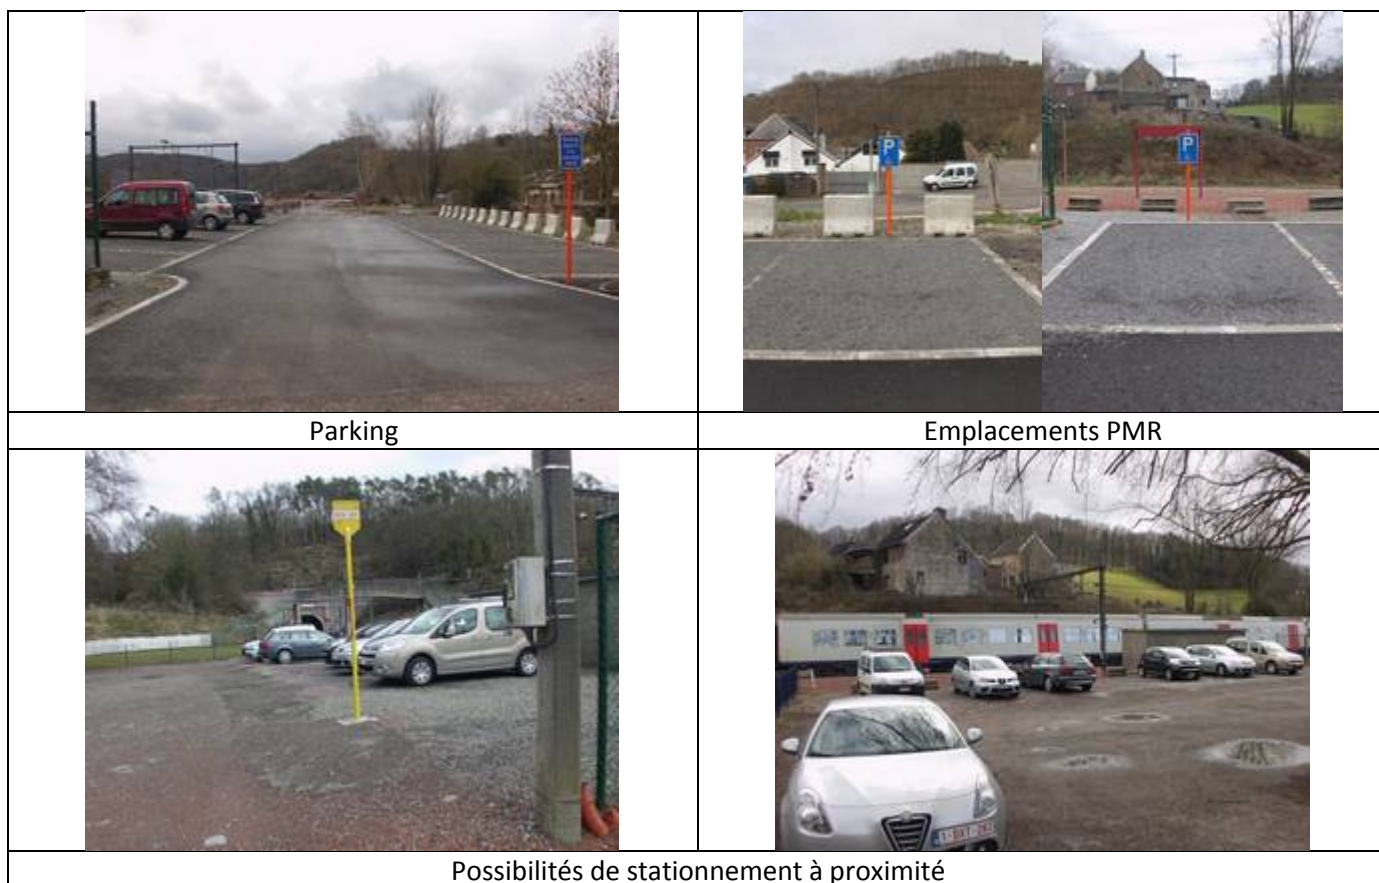 Parking
Emplacements PMR
P
P
Possibilités de stationnement à proximité